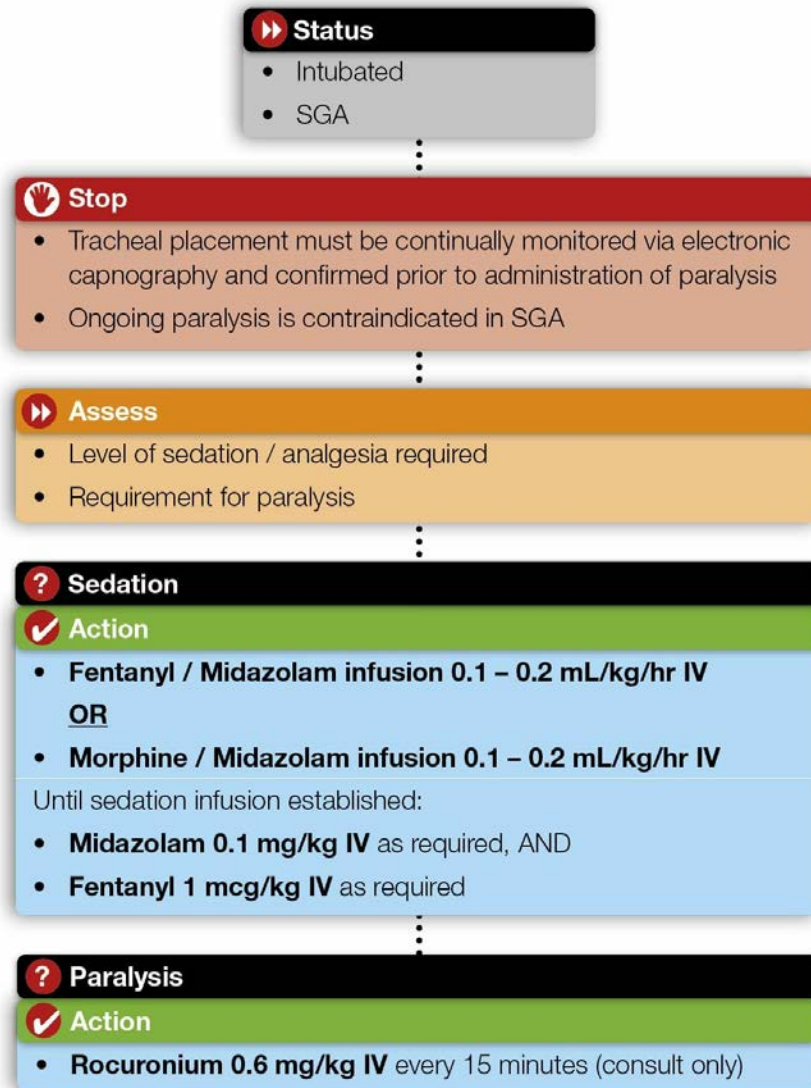 Status
• Intubated
• SGA
Stop
• Tracheal placement must be continually monitored via electronic
capnography and confirmed prior to administration of paralysis
• Ongoing paralysis is contraindicated in SGA
Assess
• Level of sedation / analgesia required
• Requirement for paralysis
? Sedation
Action
• Fentanyl / Midazolam infusion 0.1 – 0.2 mL/kg/hr IV
OR
• Morphine / Midazolam infusion 0.1 – 0.2 mL/kg/hr IV
Until sedation infusion established:
• Midazolam 0.1 mg/kg IV as required, AND
• Fentanyl 1 mcg/kg IV as required
? Paralysis
Action
• Rocuronium 0.6 mg/kg IV every 15 minutes (consult only)